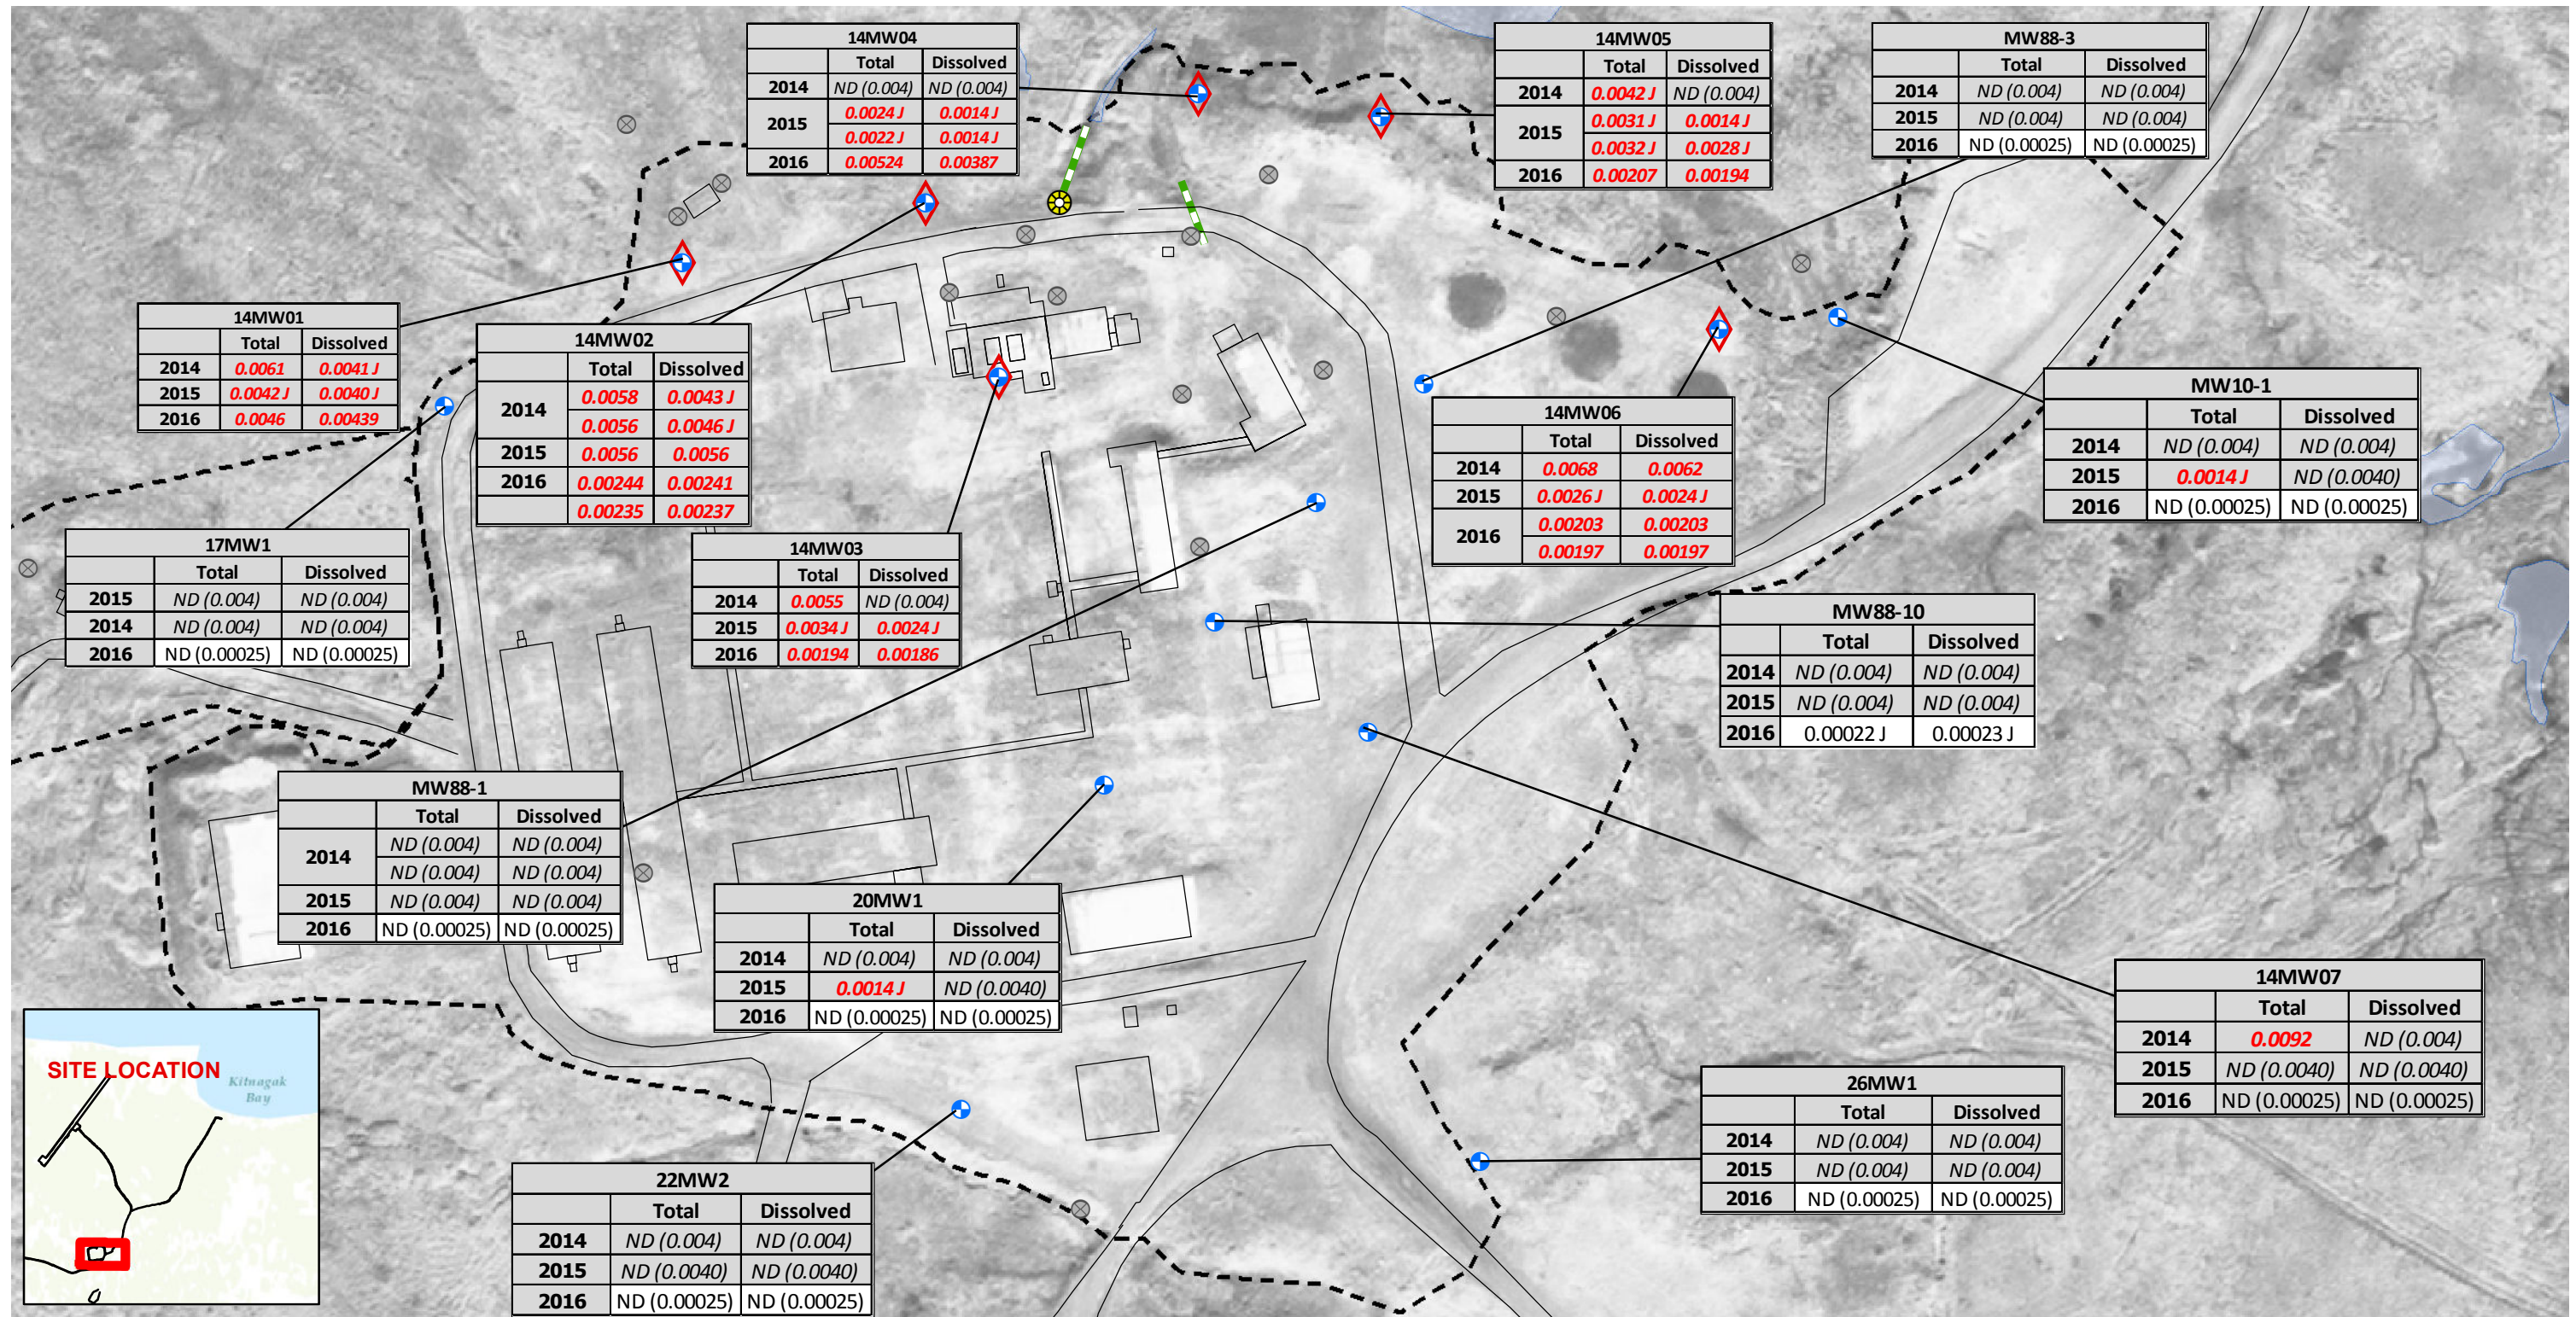 14MW04
Total Dissolved
2014 ND (0.004) ND (0.004)
2015 0.0024 J 0.0014 J
0.0022 J 0.0014 J
2016 0.00524 0.00387
14MW05
Total Dissolved
2014 0.0042 J ND (0.004)
2015 0.0031 J 0.0014 J
0.0032 J 0.0028 J
2016 0.00207 0.00194
MW88-3
Total Dissolved
2014 ND (0.004) ND (0.004)
2015 ND (0.004) ND (0.004)
2016 ND (0.00025) ND (0.00025)
14MW01
Total Dissolved
2014 0.0061 0.0041 J
2015 0.0042 J 0.0040 J
2016 0.0046 0.00439
14MW02
Total Dissolved
2014 0.0058 0.0043 J
0.0056 0.0046 J
2015 0.0056 0.0056
2016 0.00244 0.00241
0.00235 0.00237
14MW06
Total Dissolved
2014 0.0068 0.0062
2015 0.0026 J 0.0024 J
2016 0.00203 0.00203
0.00197 0.00197
MW10-1
Total Dissolved
2014 ND (0.004) ND (0.004)
2015 0.0014 J ND (0.0040)
2016 ND (0.00025) ND (0.00025)
17MW1
Total Dissolved
2015 ND (0.004) ND (0.004)
2014 ND (0.004) ND (0.004)
2016 ND (0.00025) ND (0.00025)
14MW03
Total Dissolved
2014 0.0055 ND (0.004)
2015 0.0034 J 0.0024 J
2016 0.00194 0.00186
MW88-10
Total Dissolved
2014 ND (0.004) ND (0.004)
2015 ND (0.004) ND (0.004)
2016 0.00022 J 0.00023 J
MW88-1
Total Dissolved
2014 ND (0.004) ND (0.004)
ND (0.004) ND (0.004)
2015 ND (0.004) ND (0.004)
2016 ND (0.00025) ND (0.00025)
20MW1
Total Dissolved
2014 ND (0.004) ND (0.004)
2015 0.0014 J ND (0.0040)
2016 ND (0.00025) ND (0.00025)
14MW07
Total Dissolved
2014 0.0092 ND (0.004)
2015 ND (0.0040) ND (0.0040)
2016 ND (0.00025) ND (0.00025)
SITE LOCATION
Kitnagak
Bay
26MW1
Total Dissolved
2014 ND (0.004) ND (0.004)
2015 ND (0.004) ND (0.004)
2016 ND (0.00025) ND (0.00025)
22MW2
Total Dissolved
2014 ND (0.004) ND (0.004)
2015 ND (0.0040) ND (0.0040)
2016 ND (0.00025) ND (0.00025)